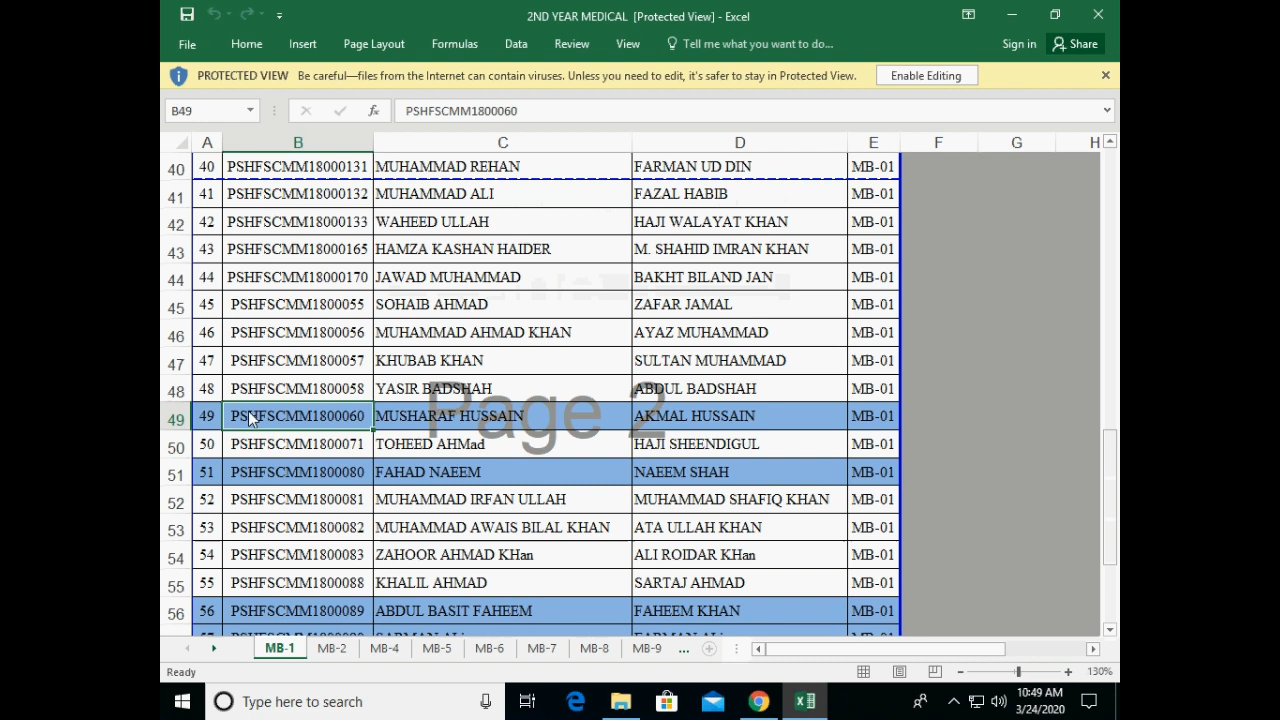 2ND YEAR MEDICAL [Protected View] - Excel
File Home Insert Page Layout Formulas Data Review View Tell me what you want to do... Sign in Share
PROTECTED VIEW Be careful—files from the Internet can contain viruses. Unless you need to edit, it's safer to stay in Protected View. Enable Editing
B49 fx PSHFSCMM1800060
A B C D E F G H
40 40 PSHFSCMM18000131 MUHAMMAD REHAN FARMAN UD DIN MB-01
41 41 PSHFSCMM18000132 MUHAMMAD ALI FAZAL HABIB MB-01
42 42 PSHFSCMM18000133 WAHEED ULLAH HAJI WALAYAT KHAN MB-01
43 43 PSHFSCMM18000165 HAMZA KASHAN HAIDER M. SHAHID IMRAN KHAN MB-01
44 44 PSHFSCMM18000170 JAWAD MUHAMMAD BAKHT BILAND JAN MB-01
45 45 PSHFSCMM1800055 SOHAIB AHMAD ZAFAR JAMAL MB-01
46 46 PSHFSCMM1800056 MUHAMMAD AHMAD KHAN AYAZ MUHAMMAD MB-01
47 47 PSHFSCMM1800057 KHUBAB KHAN SULTAN MUHAMMAD MB-01
48 48 PSHFSCMM1800058 YASIR BADSHAH ABDUL BADSHAH MB-01
Page 2
49 49 PSHFSCMM1800060 MUSHARAF HUSSAIN AKMAL HUSSAIN MB-01
50 50 PSHFSCMM1800071 TOHEED AHMad HAJI SHEENDIGUL MB-01
51 51 PSHFSCMM1800080 FAHAD NAEEM NAEEM SHAH MB-01
52 52 PSHFSCMM1800081 MUHAMMAD IRFAN ULLAH MUHAMMAD SHAFIQ KHAN MB-01
53 53 PSHFSCMM1800082 MUHAMMAD AWAIS BILAL KHAN ATA ULLAH KHAN MB-01
54 54 PSHFSCMM1800083 ZAHOOR AHMAD KHan ALI ROIDAR KHan MB-01
55 55 PSHFSCMM1800088 KHALIL AHMAD SARTAJ AHMAD MB-01
56 56 PSHFSCMM1800089 ABDUL BASIT FAHEEM FAHEEM KHAN MB-01
MB-1 MB-2 MB-4 MB-5 MB-6 MB-7 MB-8 MB-9 ...
Ready 130%
Type here to search 10:49 AM
3/24/2020